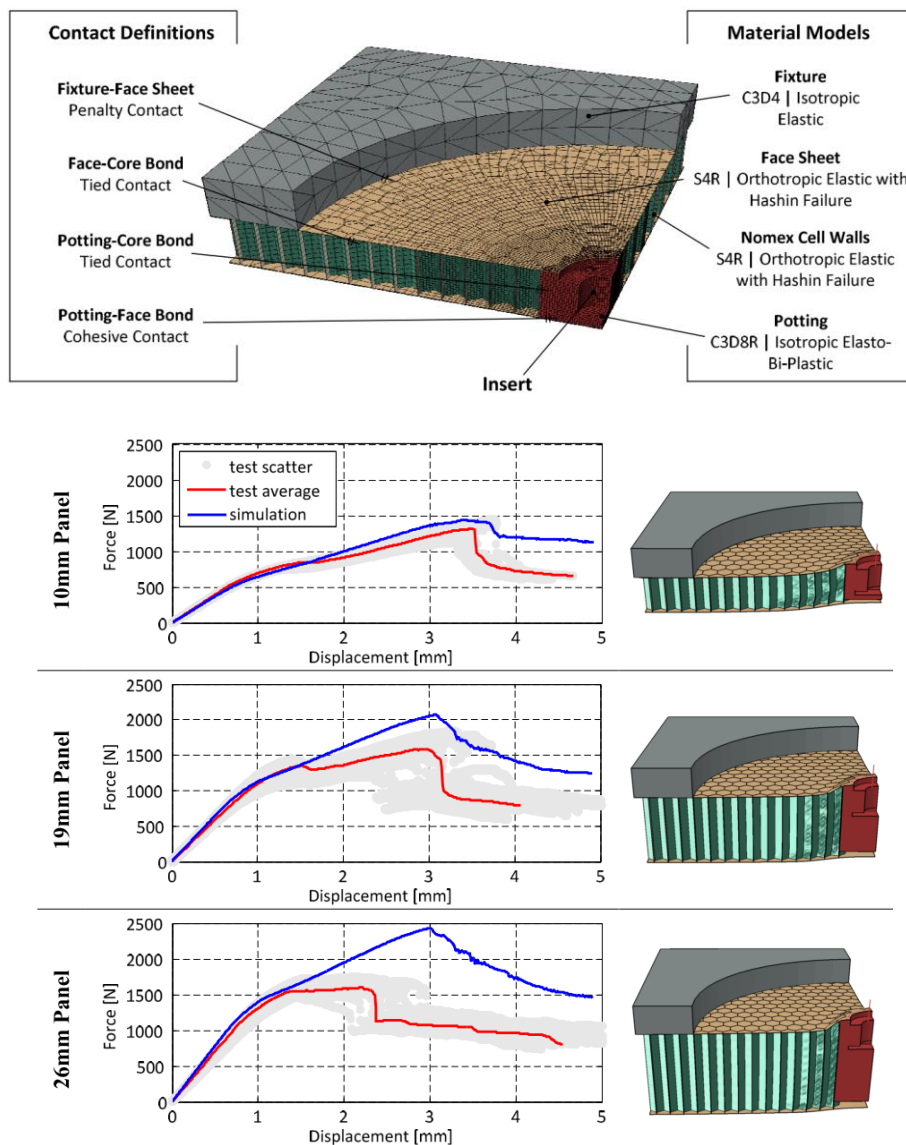 Contact Definitions
Fixture-Face Sheet
Penalty Contact
Face-Core Bond
Tied Contact
Potting-Core Bond
Tied Contact
Potting-Face Bond
Cohesive Contact
Insert
Material Models
Fixture
C3D4 | Isotropic
Elastic
Face Sheet
S4R | Orthotropic Elastic with
Hashin Failure
Nomex Cell Walls
S4R | Orthotropic Elastic
with Hashin Failure
Potting
C3D8R | Isotropic Elasto-
Bi-Plastic
10mm Panel
Force [N]
2500
2000
1500
1000
500
0
test scatter
test average
simulation
0 1 2 3 4 5
Displacement [mm]
19mm Panel
Force [N]
2500
2000
1500
1000
500
0
0 1 2 3 4 5
Displacement [mm]
26mm Panel
Force [N]
2500
2000
1500
1000
500
0
0 1 2 3 4 5
Displacement [mm]